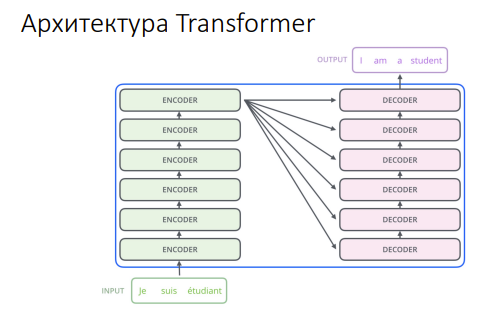 Архитектура Transformer
OUTPUT I am a student
ENCODER DECODER
ENCODER DECODER
ENCODER DECODER
ENCODER DECODER
ENCODER DECODER
ENCODER DECODER
INPUT Je suis étudiant